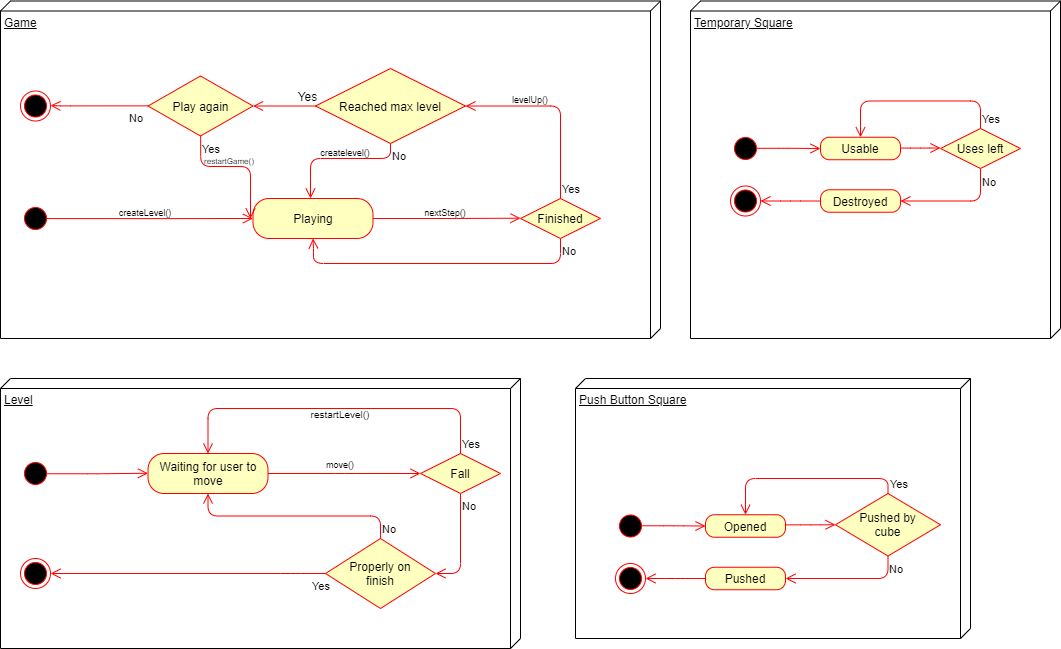 Game
Play again
Yes
Reached max level
levelUp()
No
Yes
restartGame()
createlevel()
No
Yes
createLevel()
Playing
nextStep()
Finished
No
Temporary Square
Yes
Usable
Uses left
No
Destroyed
Level
restartLevel()
Yes
Waiting for user to
move
move()
Fall
No
No
Properly on
finish
Yes
Push Button Square
Yes
Opened
Pushed by
cube
No
Pushed